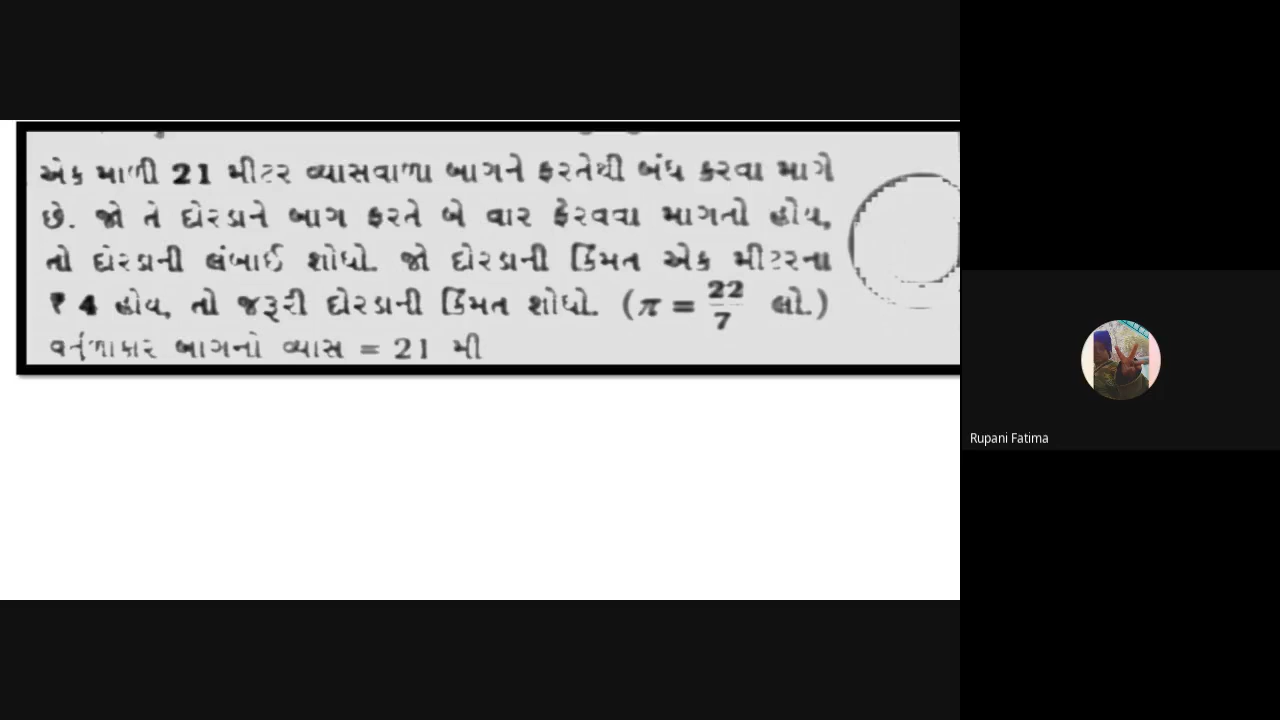 એક માળી 21 મીટર વ્યાસવાળા બાગને ફરતેથી બંધ કરવા માગે
છે. જો તે દોરડાને બાગ ફરતે બે વાર ફેરવવા માગતો હોય,
તો દોરડાની લંબાઈ શોધો. જો દોરડાની કિંમત એક મીટરના
₹ 4 હોય, તો જરૂરી દોરડાની કિંમત શોધો. (π = 22/7 લો.)
વર્તુળાકાર બાગનો વ્યાસ = 21 મી
Rupani Fatima